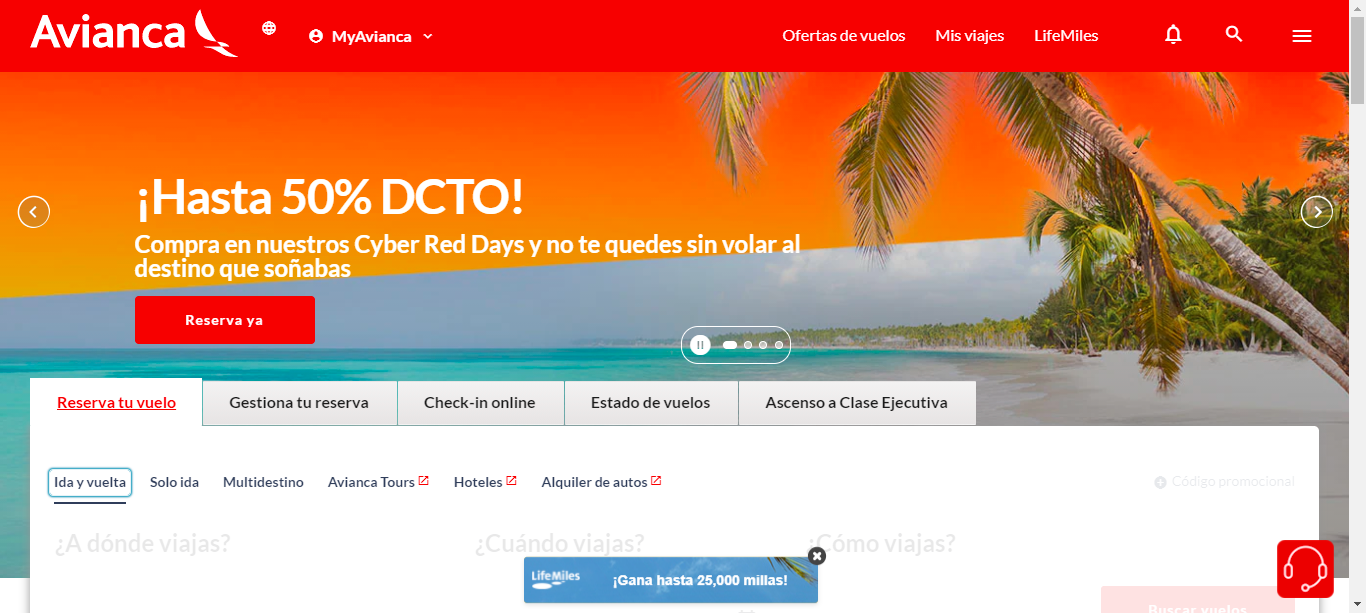 Avianca
MyAvianca
Ofertas de vuelos
Mis viajes
LifeMiles
¡Hasta 50% DCTO!
Compra en nuestros Cyber Red Days y no te quedes sin volar al
destino que soñabas
Reserva ya
Reserva tu vuelo
Gestiona tu reserva
Check-in online
Estado de vuelos
Ascenso a Clase Ejecutiva
Ida y vuelta
Solo ida
Multidestino
Avianca Tours
Hoteles
Alquiler de autos
Código promocional
¿A dónde viajas?
¿Cuándo viajas?
¿Cómo viajas?
LifeMiles
¡Gana hasta 25,000 millas!
Buscar vuelos